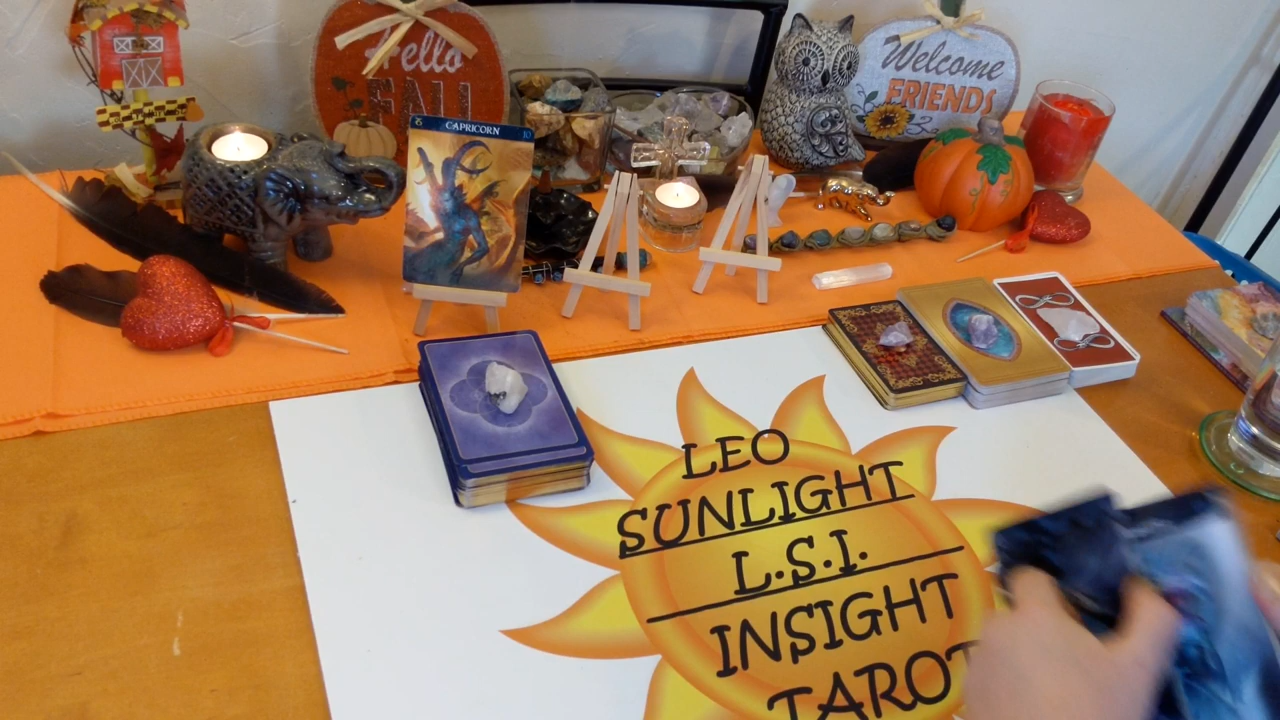 Hello
FALL
Welcome
FRIENDS
CAPRICORN 10
LEO
SUNLIGHT
L.S.I.
INSIGHT
TAROT